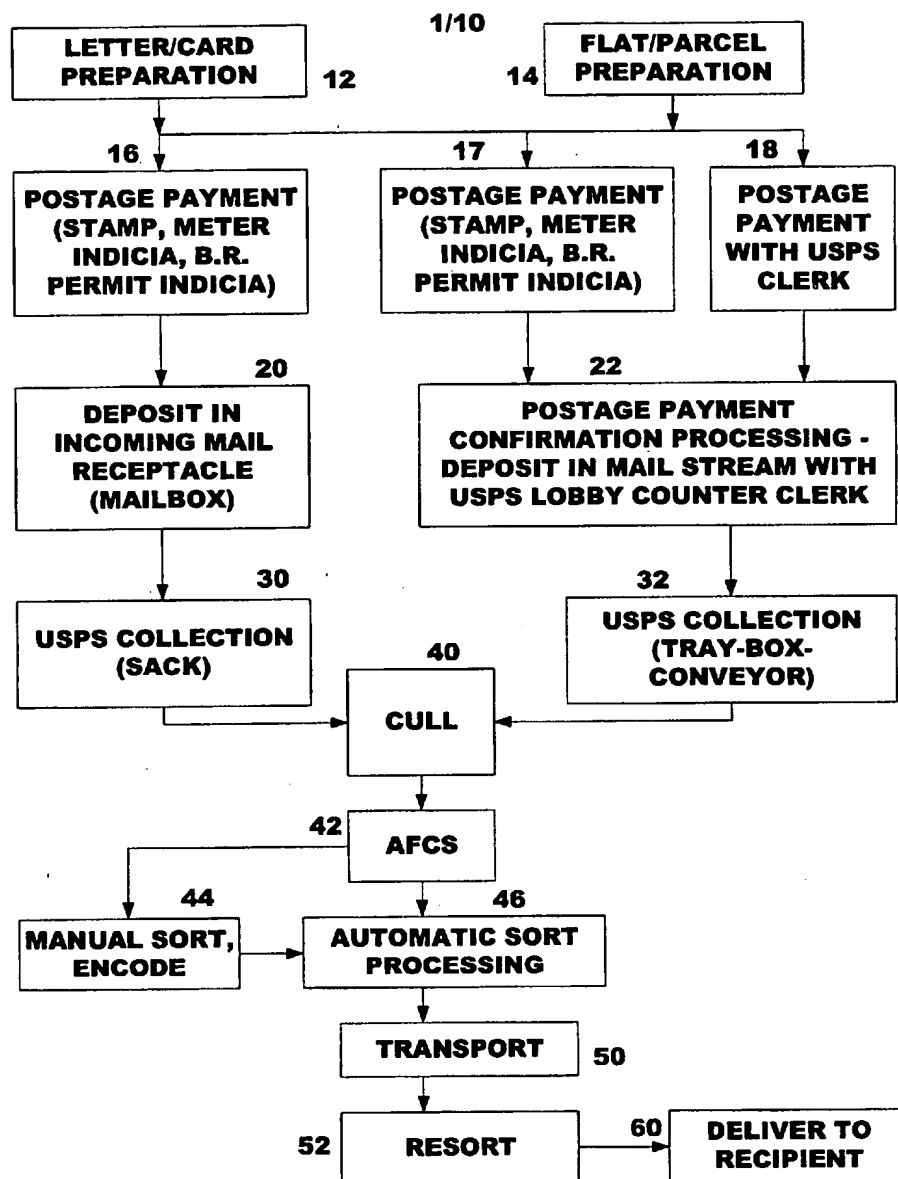 1/10
LETTER/CARD
PREPARATION
12
FLAT/PARCEL
PREPARATION
14
16
POSTAGE PAYMENT
(STAMP, METER
INDICIA, B.R.
PERMIT INDICIA)
17
POSTAGE PAYMENT
(STAMP, METER
INDICIA, B.R.
PERMIT INDICIA)
18
POSTAGE
PAYMENT
WITH USPS
CLERK
20
DEPOSIT IN
INCOMING MAIL
RECEPTACLE
(MAILBOX)
22
POSTAGE PAYMENT
CONFIRMATION PROCESSING -
DEPOSIT IN MAIL STREAM WITH
USPS LOBBY COUNTER CLERK
30
USPS COLLECTION
(SACK)
32
USPS COLLECTION
(TRAY-BOX-
CONVEYOR)
40
CULL
42
AFCS
44
MANUAL SORT,
ENCODE
46
AUTOMATIC SORT
PROCESSING
TRANSPORT
50
52
RESORT
60
DELIVER TO
RECIPIENT